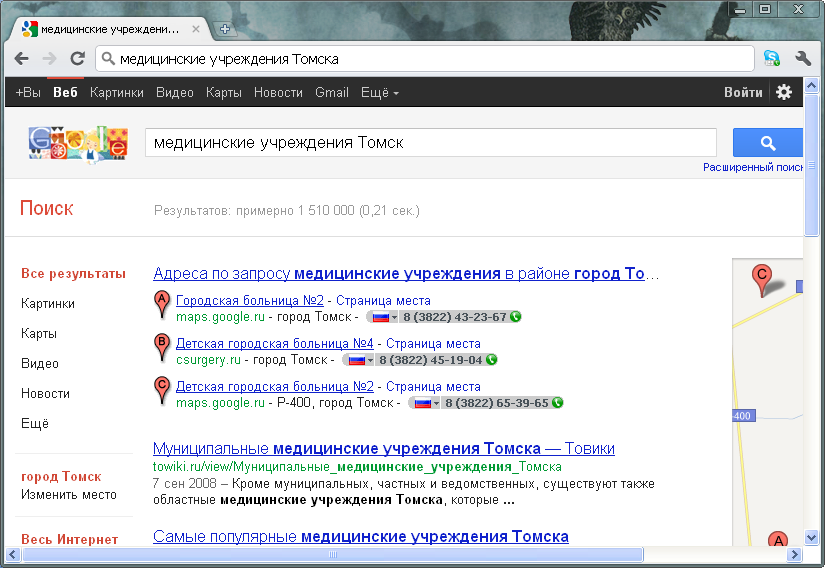 медицинские учреждени...
медицинские учреждения Томска
+Вы Веб Картинки Видео Карты Новости Gmail Ещё Войти
Google
медицинские учреждения Томск
Расширенный поиск
Поиск
Результатов: примерно 1 510 000 (0,21 сек.)
Все результаты
Картинки
Карты
Видео
Новости
Ещё
город Томск
Изменить место
Весь Интернет
Адреса по запросу медицинские учреждения в районе город То...
A Городская больница №2 - Страница места
maps.google.ru - город Томск - 8 (3822) 43-23-67
B Детская городская больница №4 - Страница места
csurgery.ru - город Томск - 8 (3822) 45-19-04
C Детская городская больница №2 - Страница места
maps.google.ru - Р-400, город Томск - 8 (3822) 65-39-65
Муниципальные медицинские учреждения Томска — Товики
towiki.ru/view/Муниципальные_медицинские_учреждения_Томска
7 сен 2008 – Кроме муниципальных, частных и ведомственных, существуют также
областные медицинские учреждения Томска, которые ...
Самые популярные медицинские учреждения Томска
C
-400
A